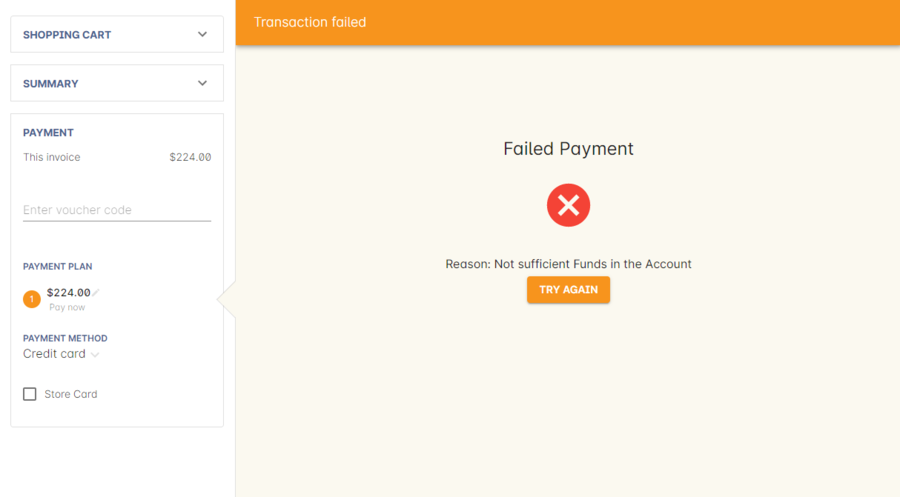 SHOPPING CART
SUMMARY
PAYMENT
This invoice $224.00
Enter voucher code
PAYMENT PLAN
1 $224.00
Pay now
PAYMENT METHOD
Credit card
Store Card
Transaction failed
Failed Payment
Reason: Not sufficient Funds in the Account
TRY AGAIN